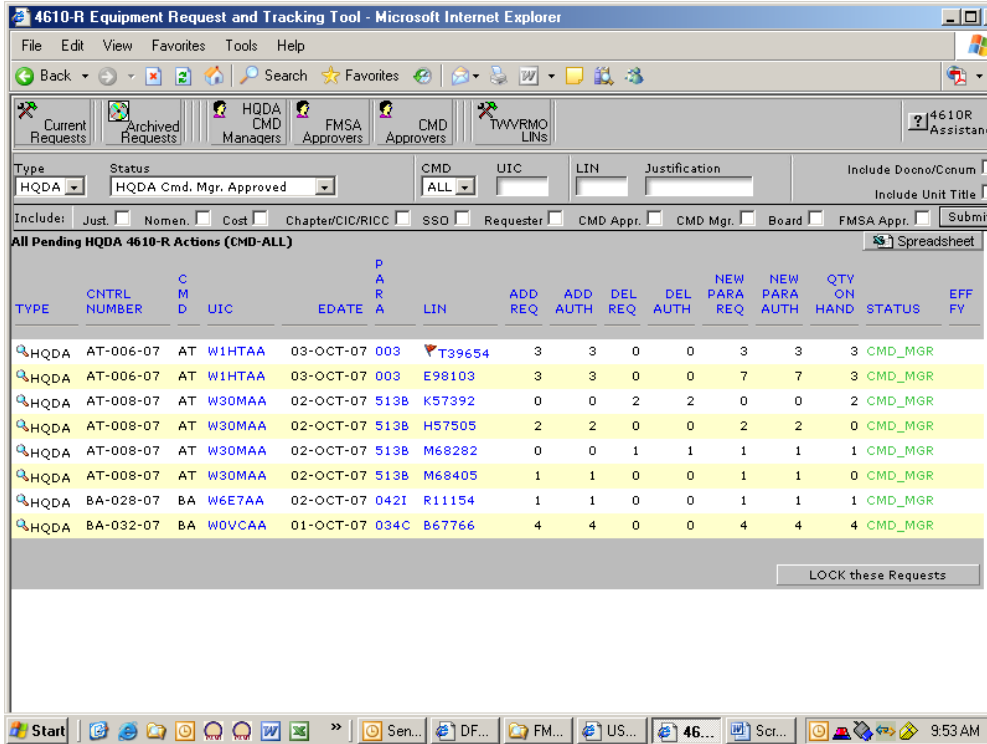 4610-R Equipment Request and Tracking Tool - Microsoft Internet Explorer
File Edit View Favorites Tools Help
Back Search Favorites
Current Requests Archived Requests HQDA CMD Managers FMSA Approvers CMD Approvers TWVRMO LINs ? 4610R Assistan
Type Status CMD UIC LIN Justification Include Docno/Cnum
HQDA HQDA Cmd. Mgr. Approved ALL Include Unit Title
Include: Just. Nomen. Cost Chapter/CIC/RICC SSO Requester CMD Appr. CMD Mgr. Board FMSA Appr. Submi
All Pending HQDA 4610-R Actions (CMD-ALL) Spreadsheet
TYPE CNTRL NUMBER CMD UIC EDATE PARA LIN ADD REQ ADD AUTH DEL REQ DEL AUTH NEW PARA REQ NEW PARA AUTH QTY ON HAND STATUS EFF FY
HQDA AT-006-07 AT W1HTAA 03-OCT-07 003 T39654 3 3 0 0 3 3 3 CMD_MGR
HQDA AT-006-07 AT W1HTAA 03-OCT-07 003 E98103 3 3 0 0 7 7 3 CMD_MGR
HQDA AT-008-07 AT W30MAA 02-OCT-07 513B K57392 0 0 2 2 0 0 2 CMD_MGR
HQDA AT-008-07 AT W30MAA 02-OCT-07 513B H57505 2 2 0 0 2 2 0 CMD_MGR
HQDA AT-008-07 AT W30MAA 02-OCT-07 513B M68282 0 0 1 1 1 1 1 CMD_MGR
HQDA AT-008-07 AT W30MAA 02-OCT-07 513B M68405 1 1 0 0 1 1 0 CMD_MGR
HQDA BA-028-07 BA W6E7AA 02-OCT-07 042I R11154 1 1 0 0 1 1 1 CMD_MGR
HQDA BA-032-07 BA W0VCAA 01-OCT-07 034C B67766 4 4 0 0 4 4 4 CMD_MGR
LOCK these Requests
Start » Sen... DF... FM... US... 46... Scr... 9:53 AM